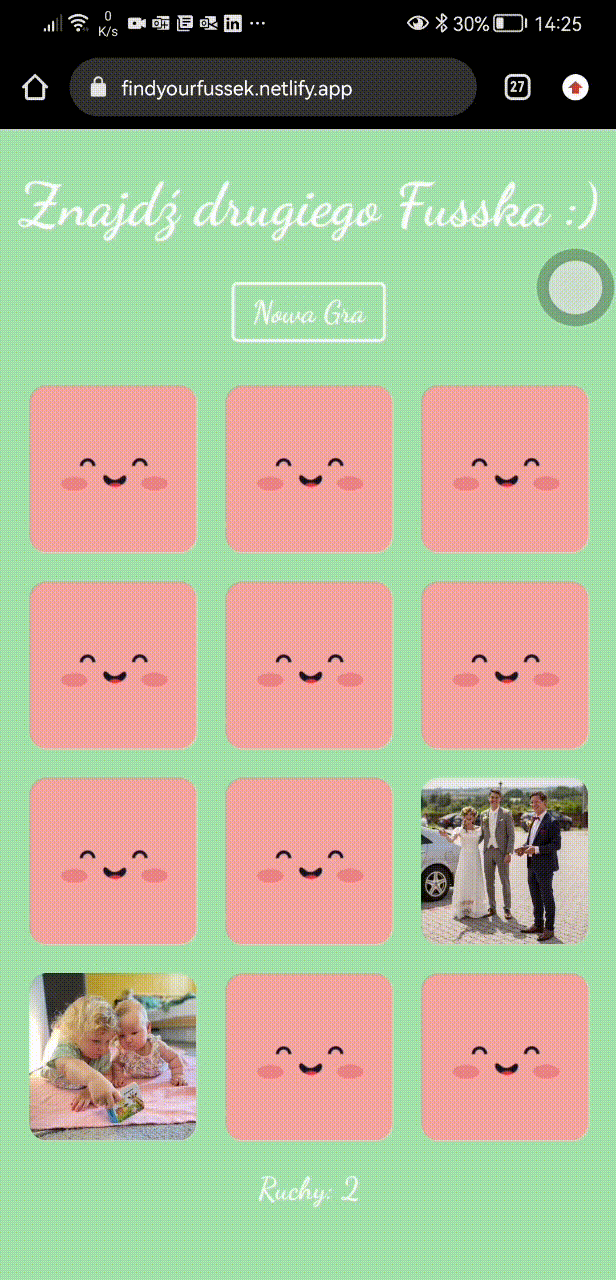 0
K/s
30%
14:25
findyourfussek.netlify.app
27
Znajdź drugiego Fusska :)
Nowa Gra
Ruchy: 2